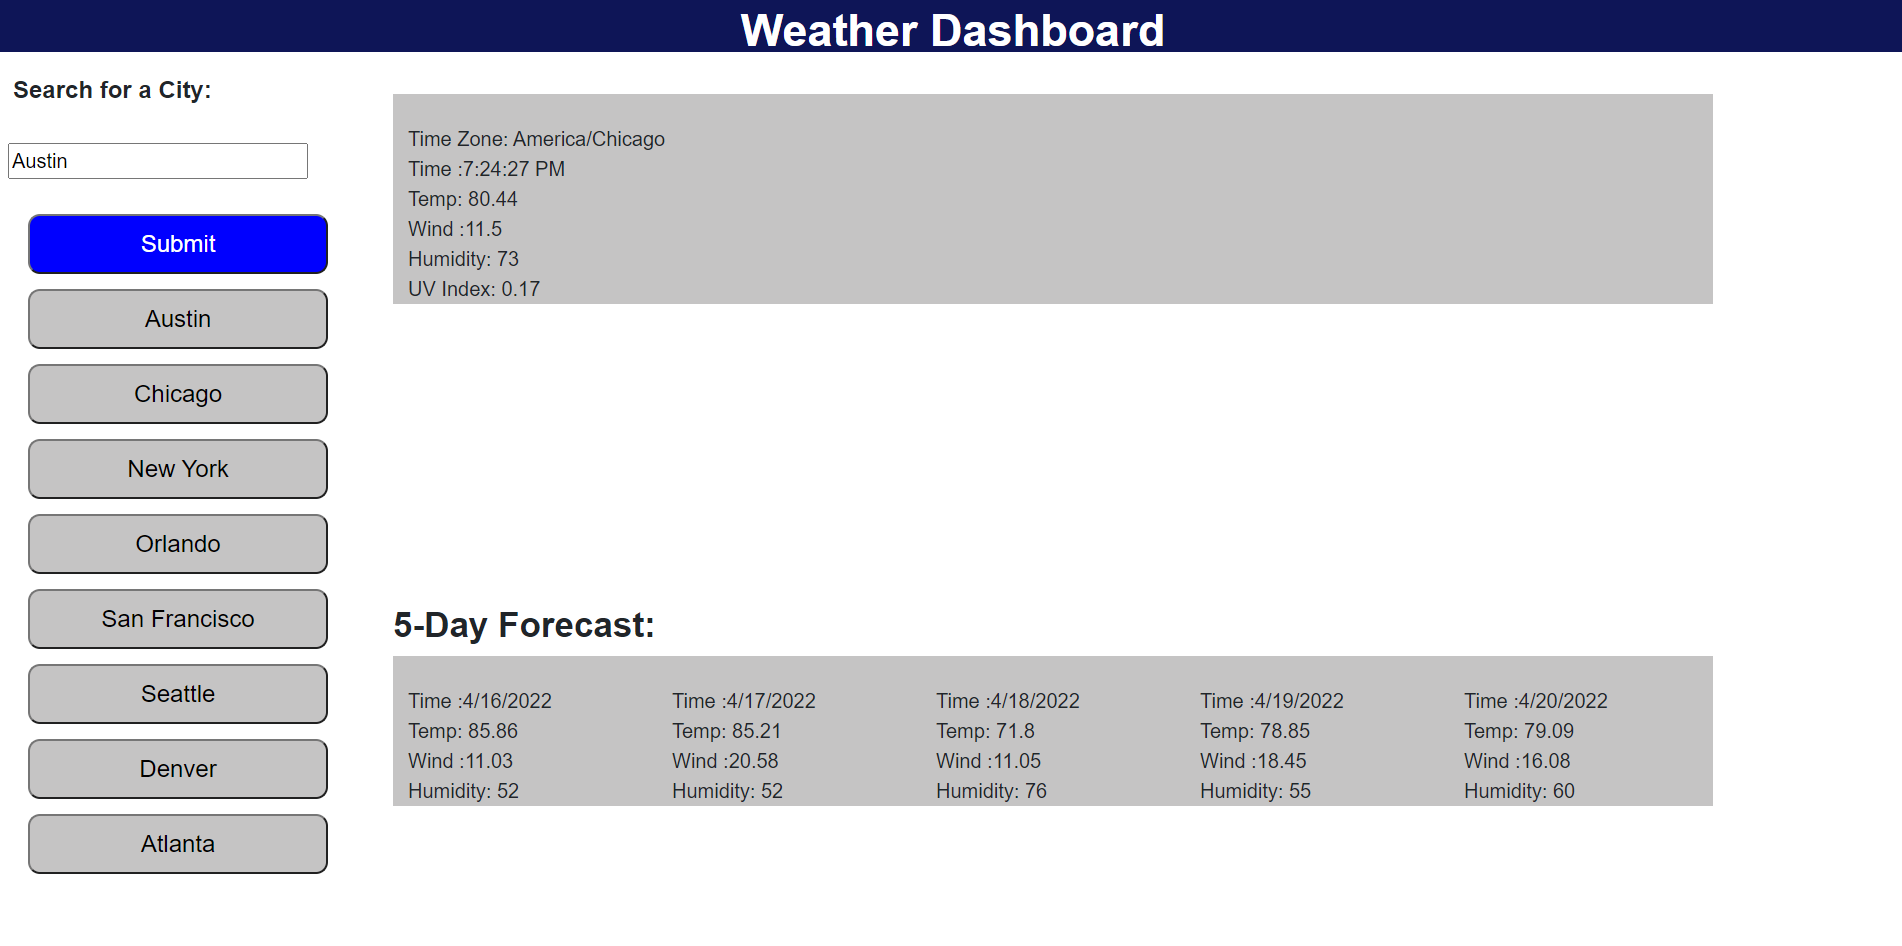 Weather Dashboard
Search for a City:
Austin
Submit
Austin
Chicago
New York
Orlando
San Francisco
Seattle
Denver
Atlanta
Time Zone: America/Chicago
Time :7:24:27 PM
Temp: 80.44
Wind :11.5
Humidity: 73
UV Index: 0.17
5-Day Forecast:
Time :4/16/2022
Temp: 85.86
Wind :11.03
Humidity: 52
Time :4/17/2022
Temp: 85.21
Wind :20.58
Humidity: 52
Time :4/18/2022
Temp: 71.8
Wind :11.05
Humidity: 76
Time :4/19/2022
Temp: 78.85
Wind :18.45
Humidity: 55
Time :4/20/2022
Temp: 79.09
Wind :16.08
Humidity: 60